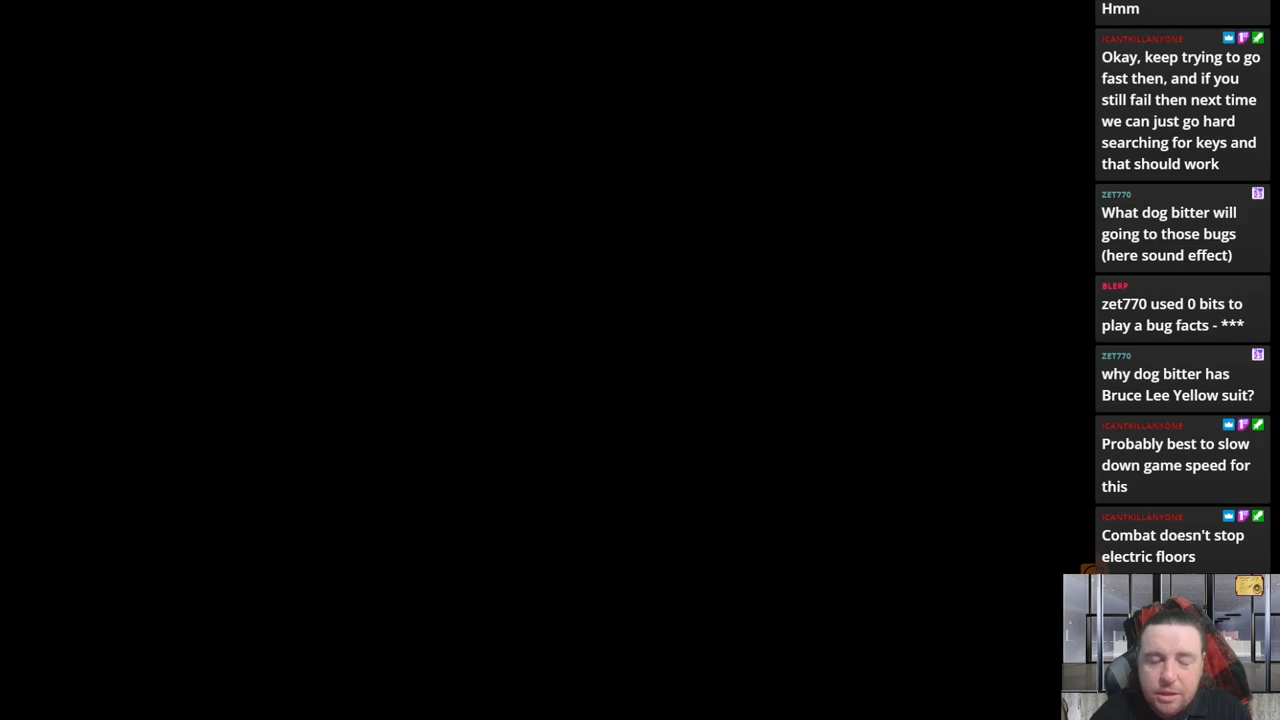 Hmm
ICANTKILLANYONE
Okay, keep trying to go
fast then, and if you
still fail then next time
we can just go hard
searching for keys and
that should work
ZET770
What dog bitter will
going to those bugs
(here sound effect)
BLERP
zet770 used 0 bits to
play a bug facts - ***
ZET770
why dog bitter has
Bruce Lee Yellow suit?
ICANTKILLANYONE
Probably best to slow
down game speed for
this
ICANTKILLANYONE
Combat doesn't stop
electric floors